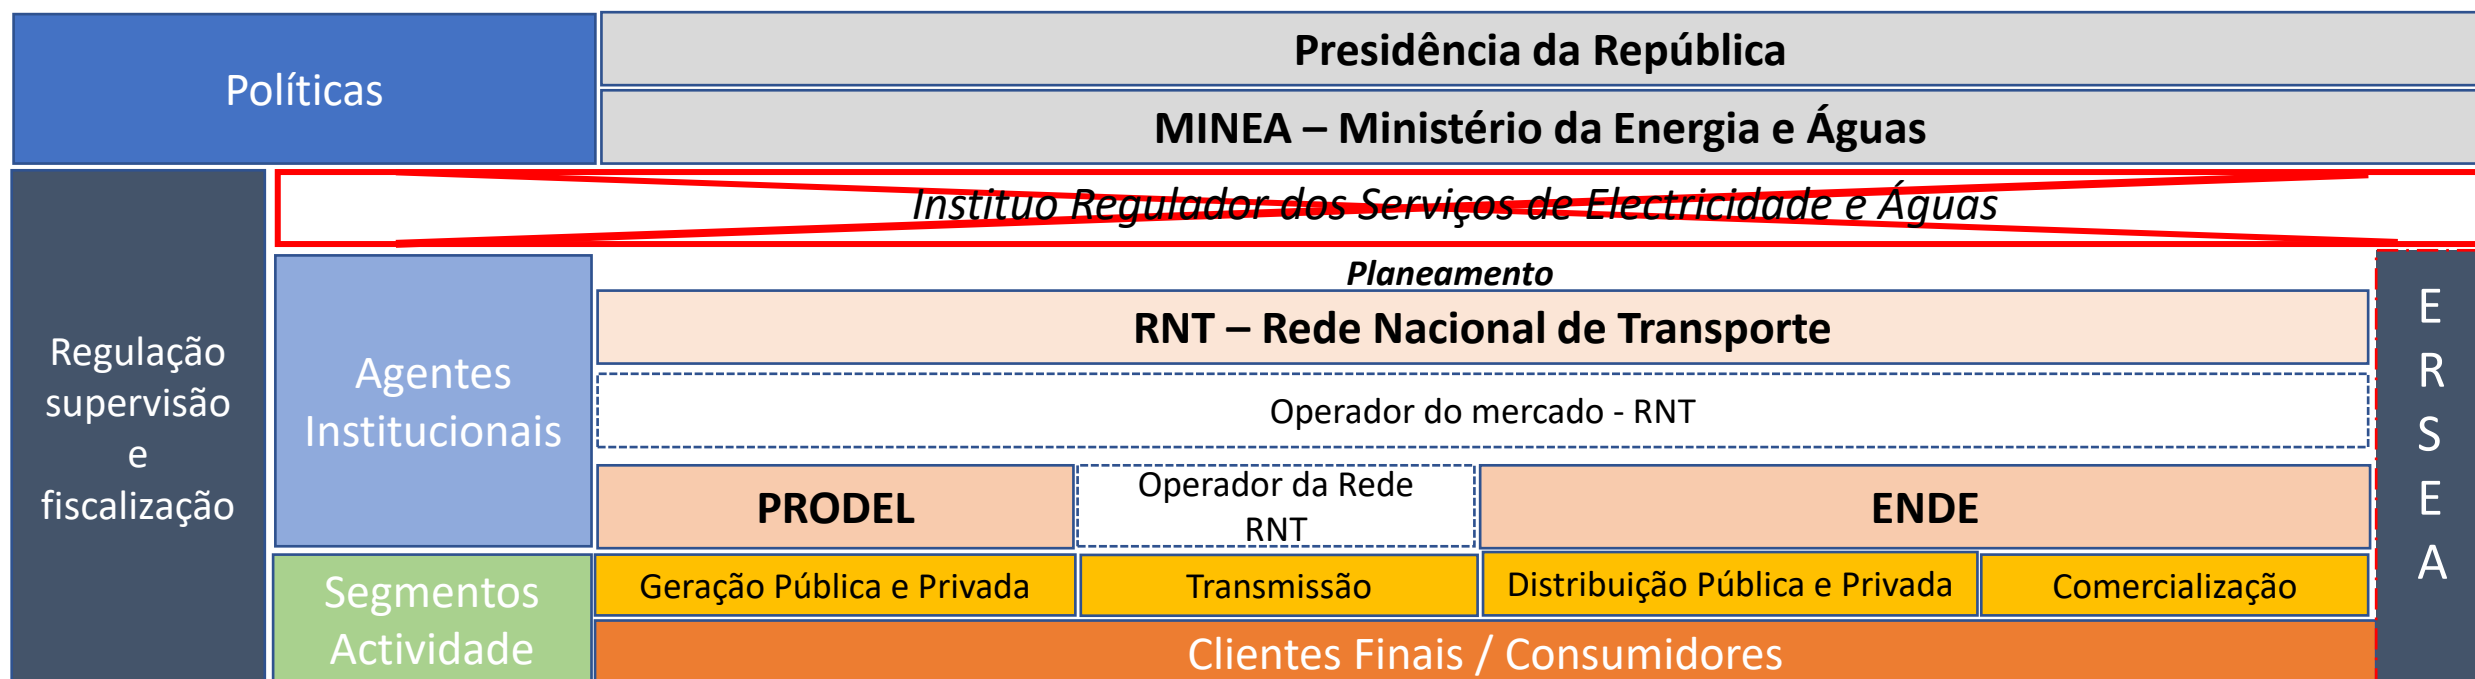 Políticas
Presidência da República
MINEA – Ministério da Energia e Águas
Instituo Regulador dos Serviços de Electricidade e Águas
Regulação
supervisão
e
fiscalização
Agentes
Institucionais
Planeamento
RNT – Rede Nacional de Transporte
Operador do mercado - RNT
PRODEL
Operador da Rede
RNT
ENDE
E
R
S
E
A
Segmentos
Actividade
Geração Pública e Privada
Transmissão
Distribuição Pública e Privada
Comercialização
Clientes Finais / Consumidores